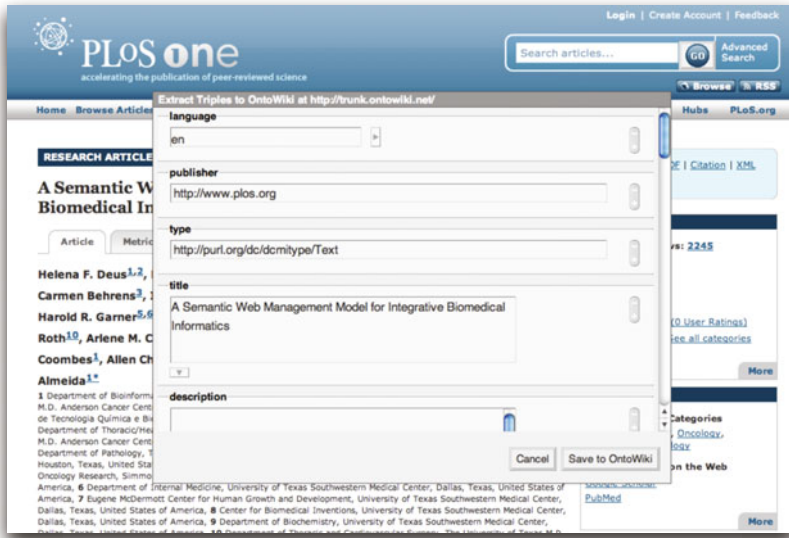 Login | Create Account | Feedback
PLoS one
accelerating the publication of peer-reviewed science
Search articles...
GO
Advanced
Search
Browse
RSS
Home Browse Articles
Hubs PLoS.org
Extract Triples to OntoWiki at http://trunk.ontowiki.net/
language
en
publisher
http://www.plos.org
type
http://purl.org/dc/dcmitype/Text
title
A Semantic Web Management Model for Integrative Biomedical
Informatics
description
Cancel
Save to OntoWiki
RESEARCH ARTICLE
A Semantic W
Biomedical In
Article
Metric
Helena F. Deus1,2,
Carmen Behrens3,
Harold R. Garner5,6
Roth10, Arlene M. C
Coombes1, Allen Ch
Almeida1*
1 Department of Bioinforma
M.D. Anderson Cancer Cent
de Tecnologia Química e Bi
Department of Thoracic/Hea
M.D. Anderson Cancer Cent
Department of Pathology, T
Houston, Texas, United Sta
Oncology Research, Simmo
America, 6 Department of Internal Medicine, University of Texas Southwestern Medical Center, Dallas, Texas, United States of
America, 7 Eugene McDermott Center for Human Growth and Development, University of Texas Southwestern Medical Center,
Dallas, Texas, United States of America, 8 Center for Biomedical Inventions, University of Texas Southwestern Medical Center,
Dallas, Texas, United States of America, 9 Department of Biochemistry, University of Texas Southwestern Medical Center,
| Citation | XML
2245
(0 User Ratings)
See all categories
More
Categories
Oncology,
on the Web
PubMed
More